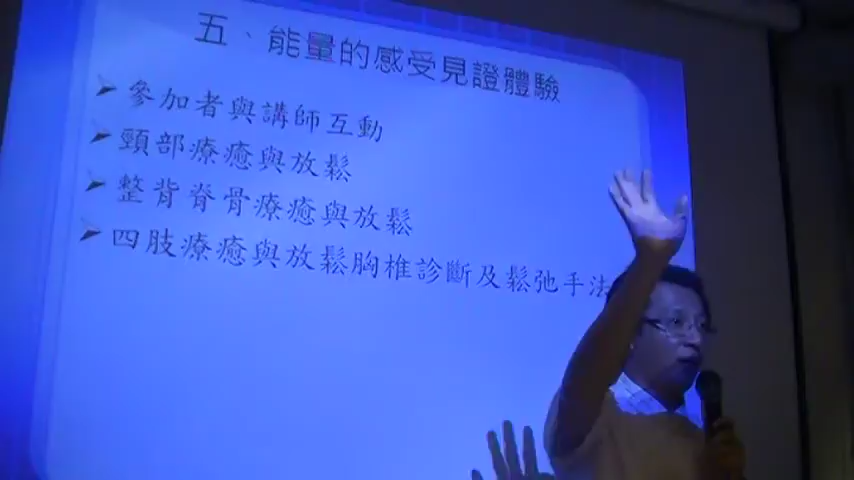 五、能量的感受見證體驗
參加者與講師互動
頸部療癒與放鬆
整背脊骨療癒與放鬆
四肢療癒與放鬆胸椎診斷及鬆弛手法